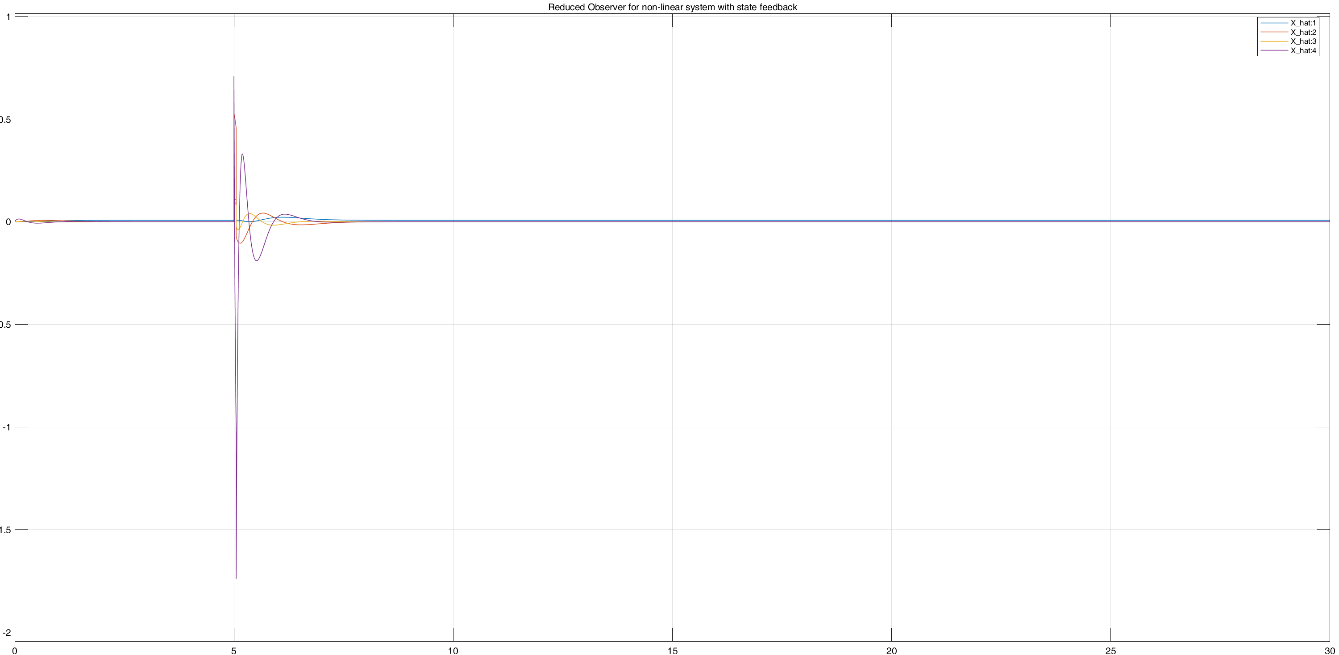 Reduced Observer for non-linear system with state feedback
1
X_hat:1
X_hat:2
X_hat:3
X_hat:4
0.5
0
0.5
-1
1.5
-2
0 5 10 15 20 25 30